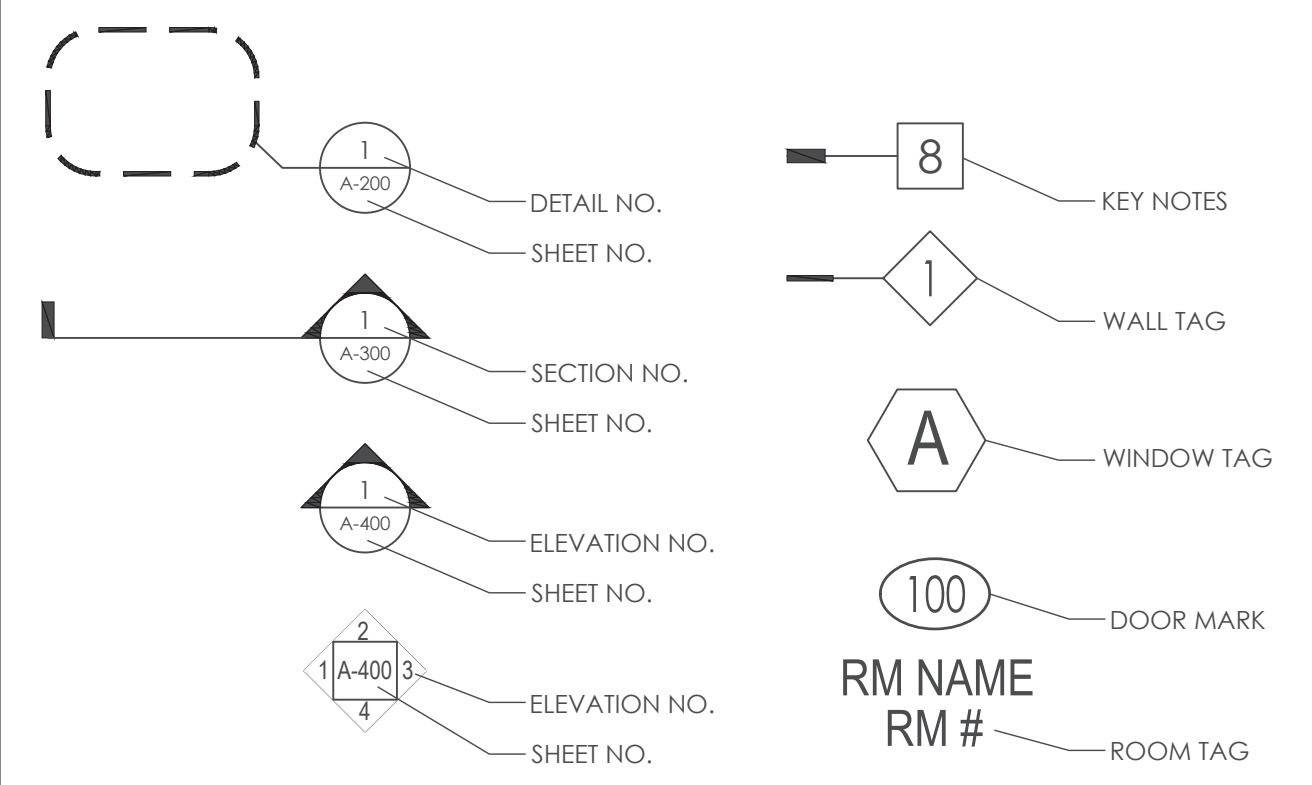 1
A-200
DETAIL NO.
SHEET NO.
1
A-300
SECTION NO.
SHEET NO.
1
A-400
ELEVATION NO.
SHEET NO.
2
1 A-400 3
4
ELEVATION NO.
SHEET NO.
8
KEY NOTES
1
WALL TAG
A
WINDOW TAG
100
DOOR MARK
RM NAME
RM #
ROOM TAG